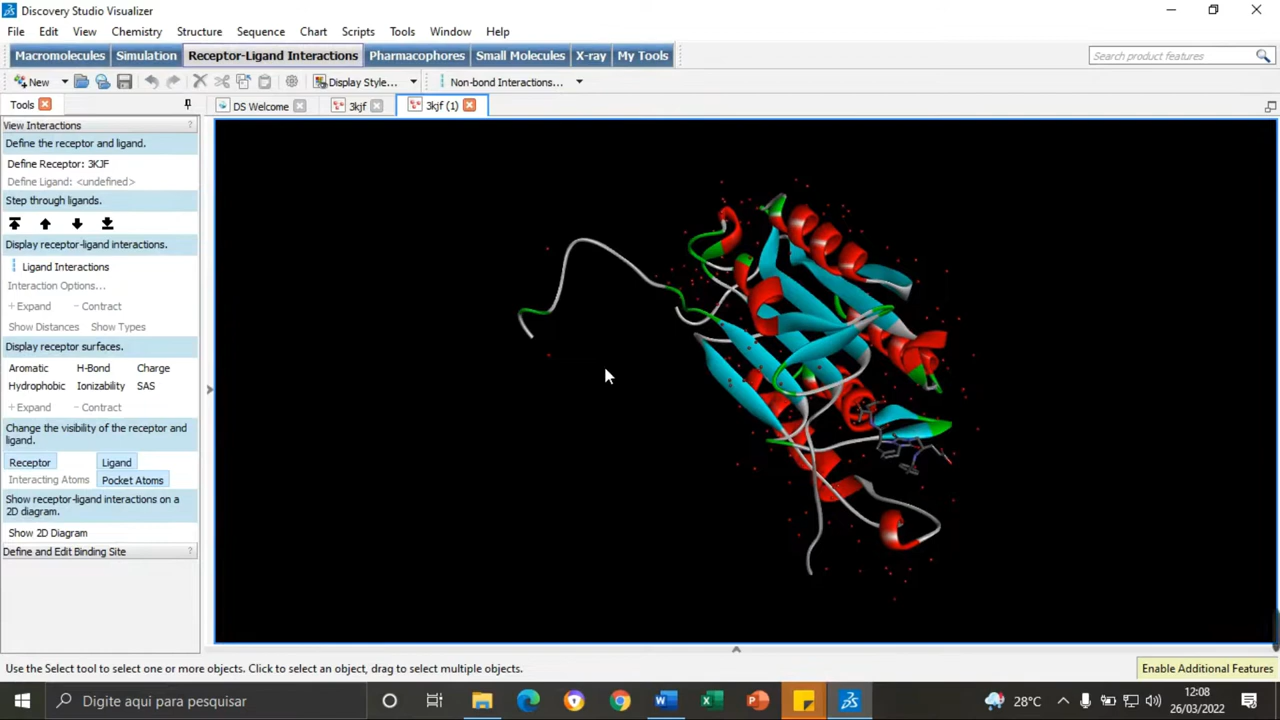 Discovery Studio Visualizer
File Edit View Chemistry Structure Sequence Chart Scripts Tools Window Help
Macromolecules Simulation Receptor-Ligand Interactions Pharmacophores Small Molecules X-ray My Tools
Search product features
New Display Style... Non-bond Interactions...
Tools
DS Welcome 3kjf 3kjf (1)
View Interactions ?
Define the receptor and ligand.
Define Receptor: 3KJF
Define Ligand: <undefined>
Step through ligands.
Display receptor-ligand interactions.
Ligand Interactions
Interaction Options...
+ Expand - Contract
Show Distances Show Types
Display receptor surfaces.
Aromatic H-Bond Charge
Hydrophobic Ionizability SAS
+ Expand - Contract
Change the visibility of the receptor and
ligand.
Receptor Ligand
Interacting Atoms Pocket Atoms
Show receptor-ligand interactions on a
2D diagram.
Show 2D Diagram
Define and Edit Binding Site ?
Use the Select tool to select one or more objects. Click to select an object, drag to select multiple objects.
Enable Additional Features
Digite aqui para pesquisar
28°C
12:08
26/03/2022